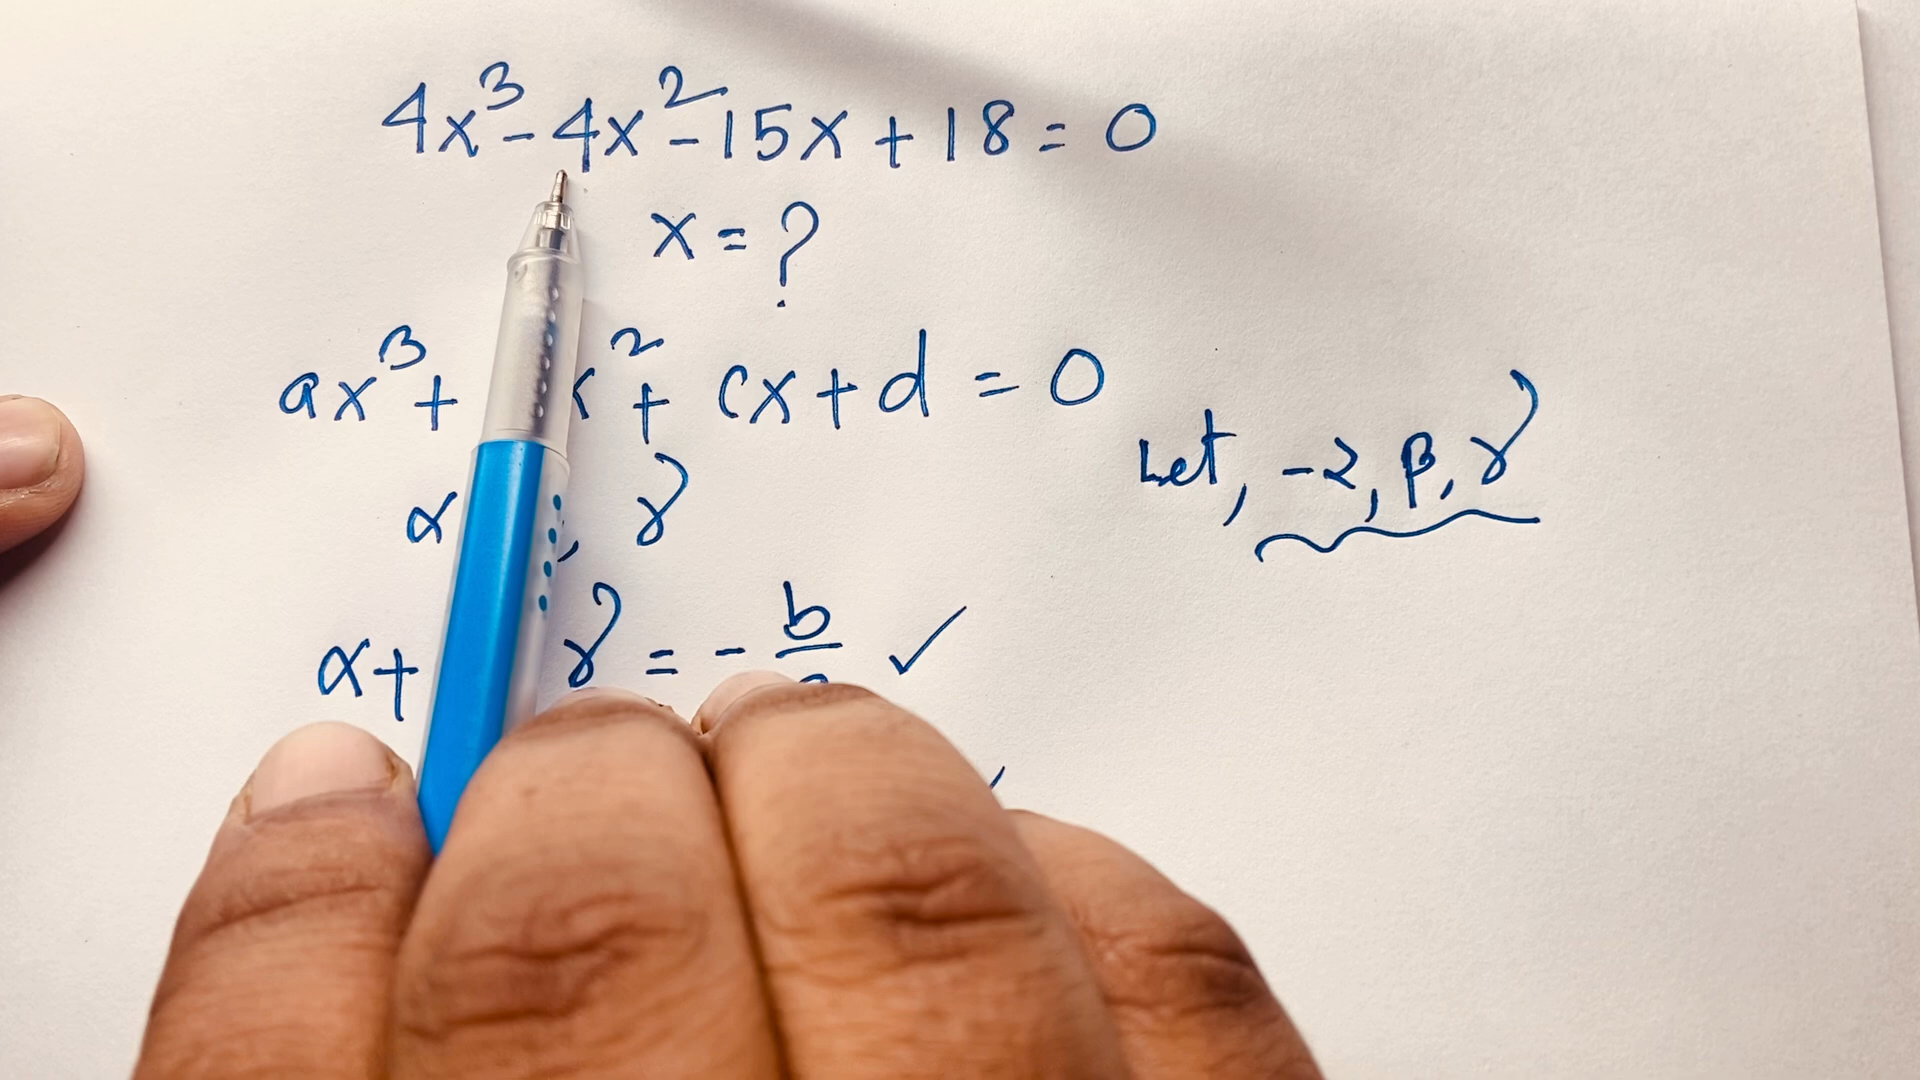 4x³ - 4x² - 15x + 18 = 0
x = ?
ax³ + x² + cx + d = 0
Let, -2, β, γ
α , γ
α + γ = - b/
✓